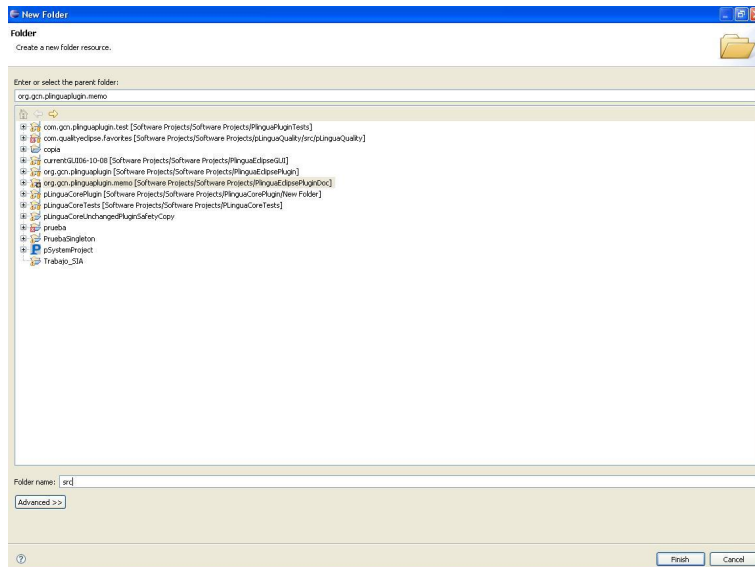 New Folder
Folder
Create a new folder resource.
Enter or select the parent folder:
org.gcn.plinguaplugin.memo
com.gcn.plinguaplugin.test [Software Projects/Software Projects/PlinguaPluginTests]
com.qualityeclipse.favorites [Software Projects/Software Projects/pLinguaQuality/src/pLinguaQuality]
copia
currentGUI06-10-08 [Software Projects/Software Projects/PlinguaEclipseGUI]
org.gcn.plinguaplugin [Software Projects/Software Projects/PlinguaEclipsePlugin]
org.gcn.plinguaplugin.memo [Software Projects/Software Projects/PlinguaEclipsePluginDoc]
pLinguaCorePlugin [Software Projects/Software Projects/PlinguaCorePlugin/New Folder]
pLinguaCoreTests [Software Projects/Software Projects/PLinguaCoreTests]
pLinguaCoreUnchangedPluginSafetyCopy
prueba
PruebaSingleton
pSystemProject
Trabajo_SIA
Folder name: src
Advanced >>
Finish Cancel